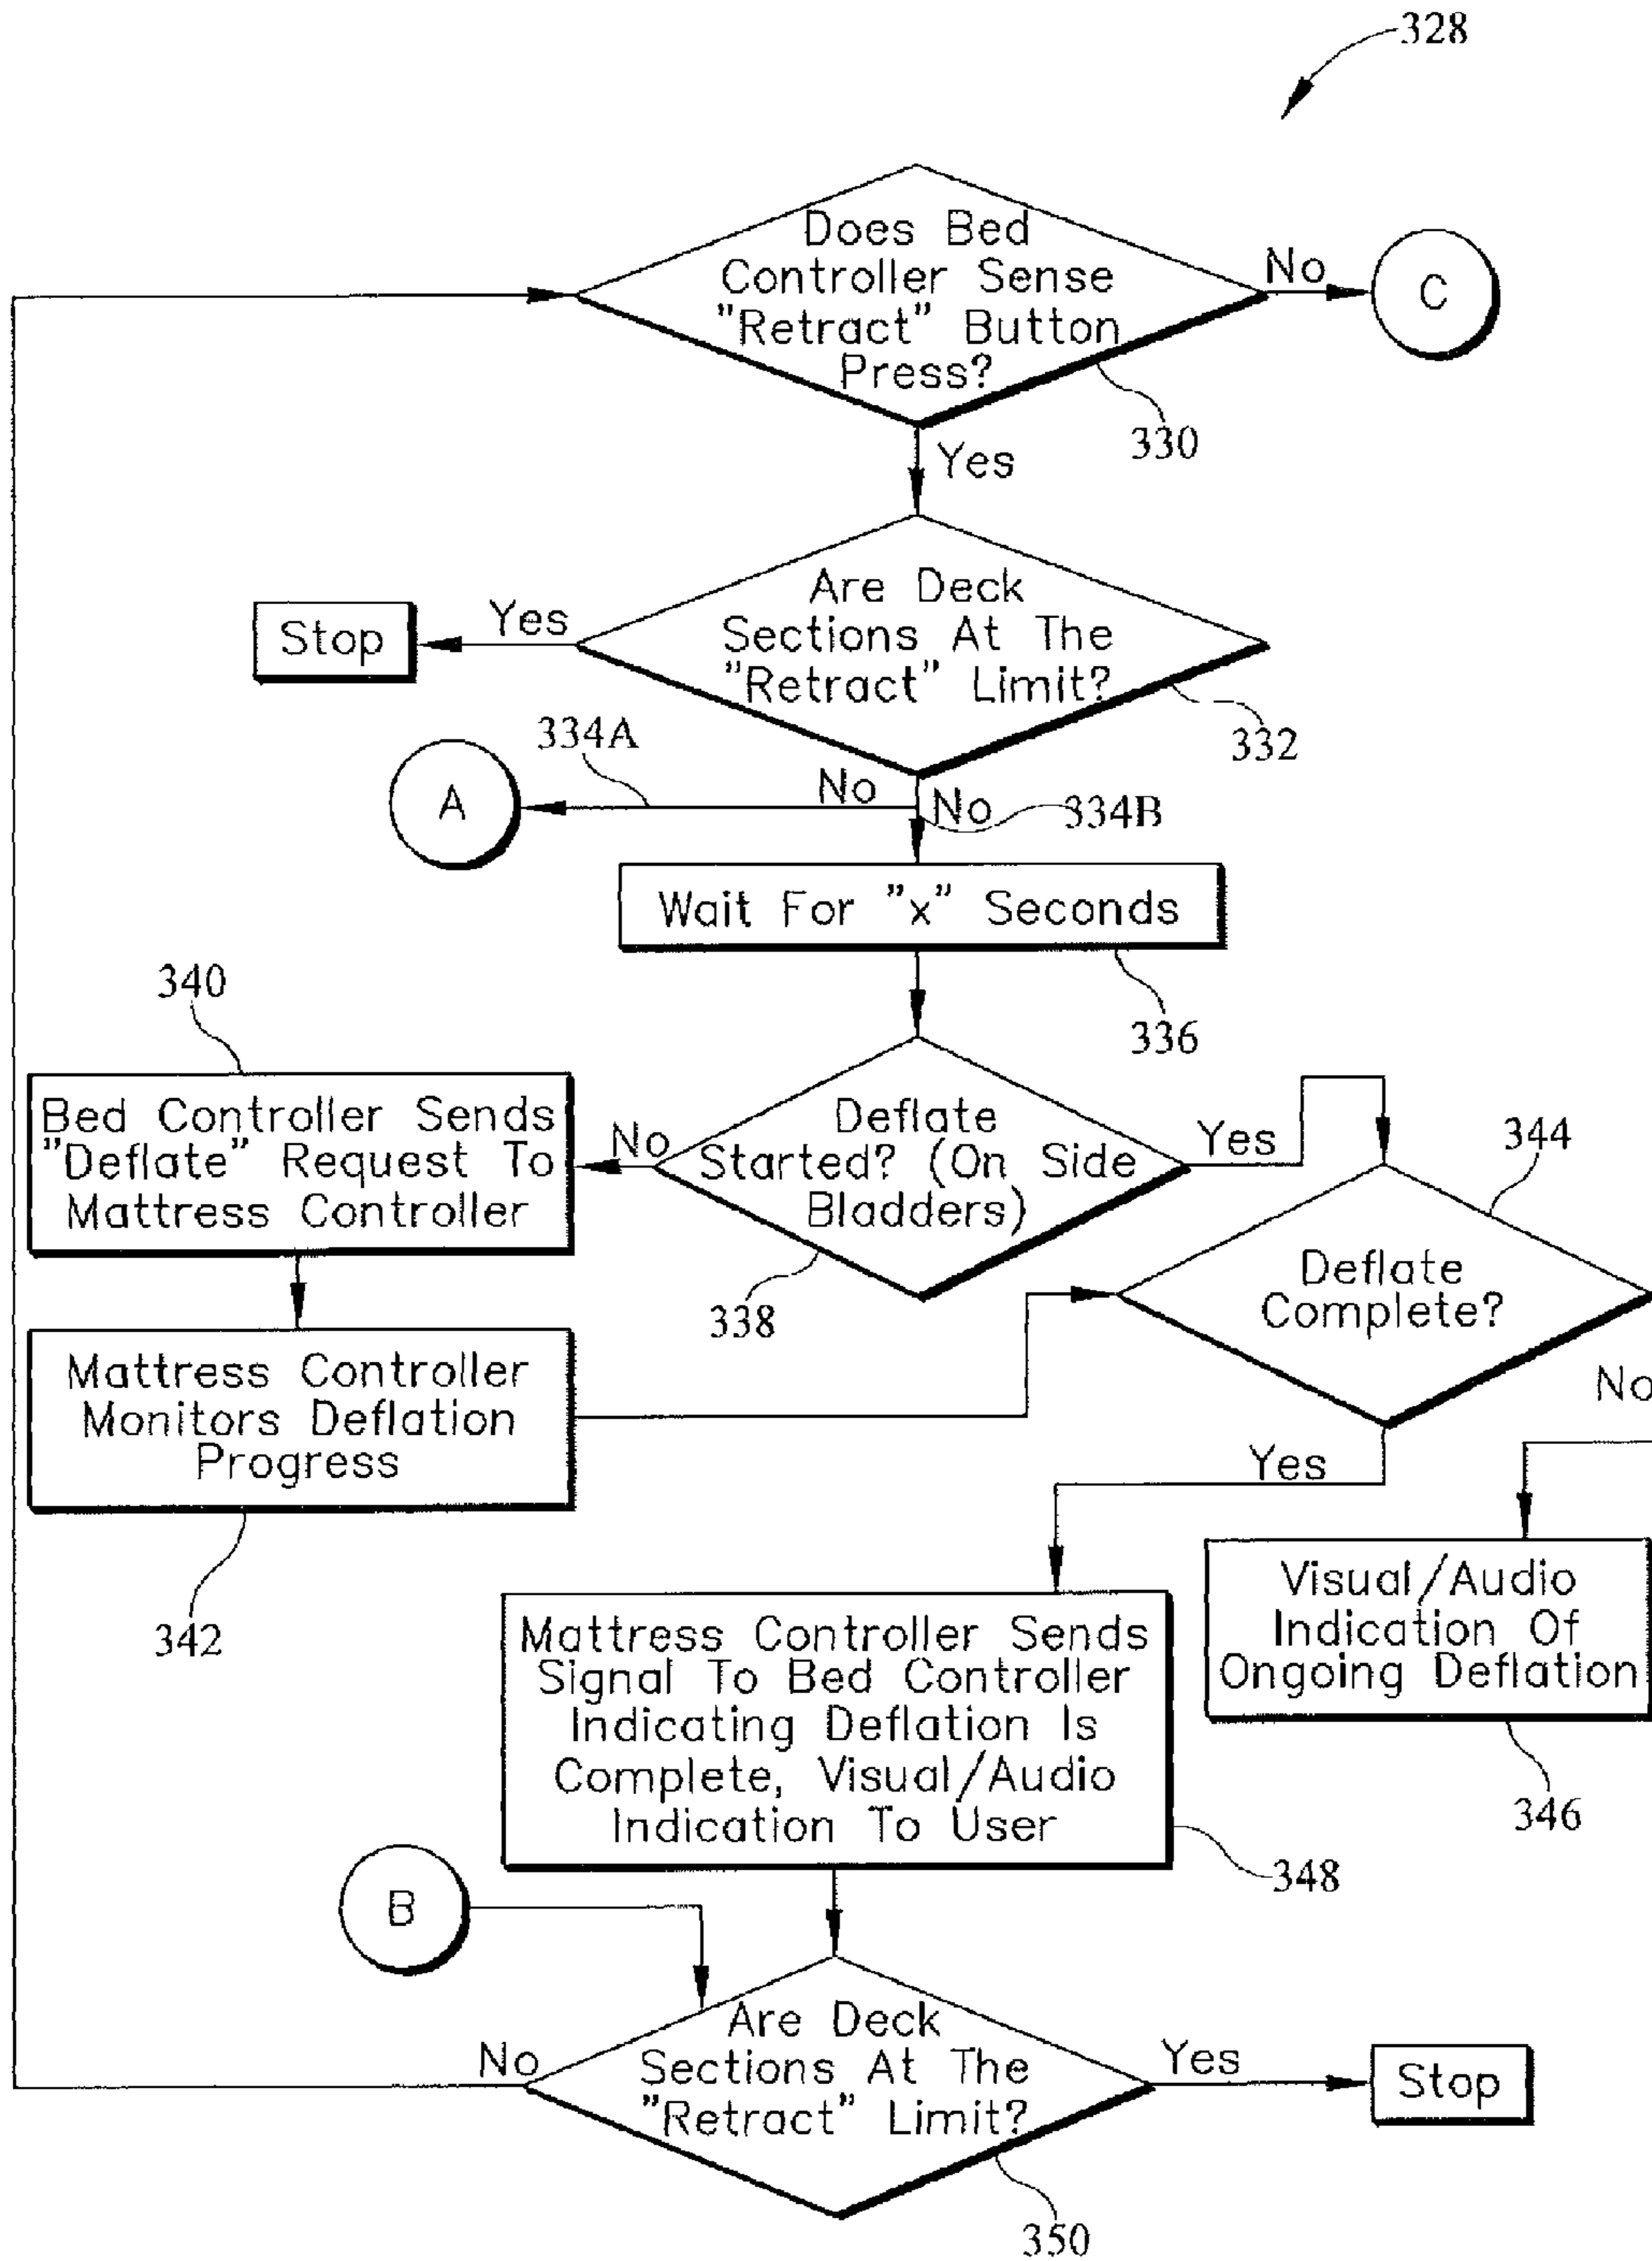 328
Does Bed
Controller Sense
"Retract" Button
Press?
No
C
330
Yes
Are Deck
Sections At The
"Retract" Limit?
Yes
Stop
332
334A
No
A
No
334B
Wait For "x" Seconds
336
340
Bed Controller Sends
"Deflate" Request To
Mattress Controller
No
Deflate
Started? (On Side
Bladders)
Yes
338
344
Deflate
Complete?
No
Mattress Controller
Monitors Deflation
Progress
342
Yes
Visual/Audio
Indication Of
Ongoing Deflation
346
Mattress Controller Sends
Signal To Bed Controller
Indicating Deflation Is
Complete, Visual/Audio
Indication To User
348
B
Are Deck
Sections At The
"Retract" Limit?
No
Yes
Stop
350